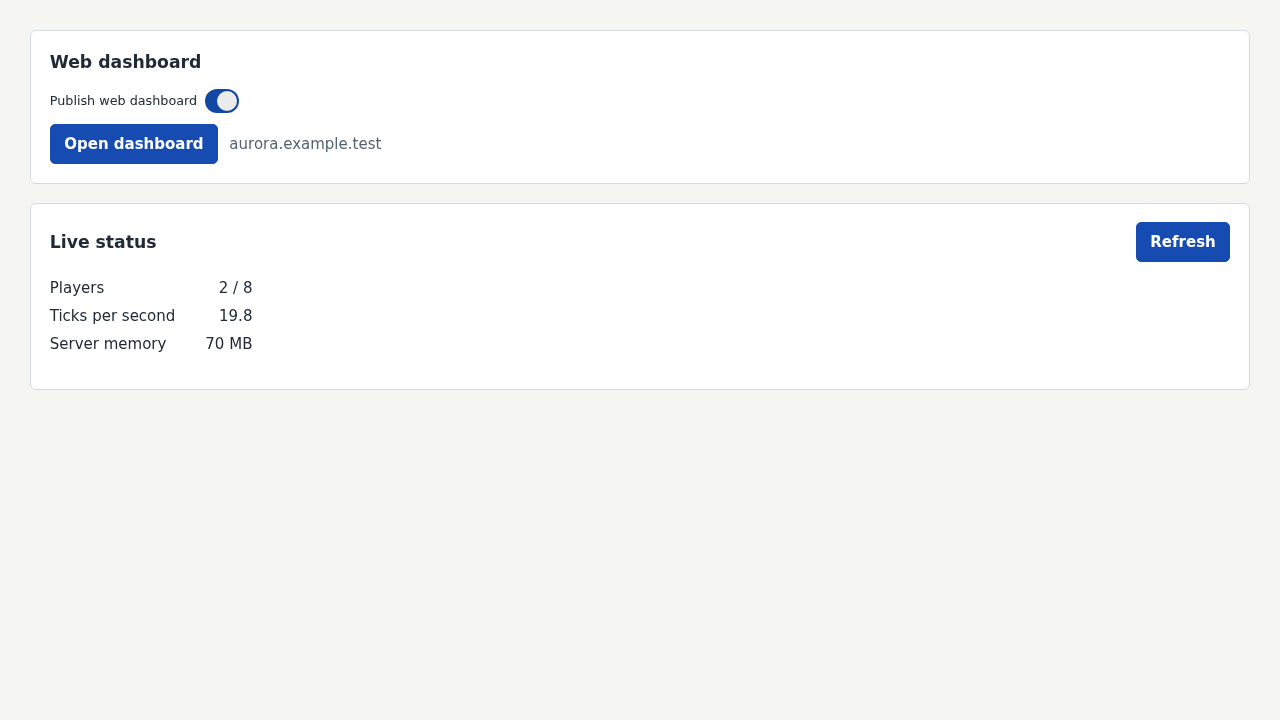 Web dashboard
Publish web dashboard
Open dashboard aurora.example.test
Live status Refresh
Players 2 / 8
Ticks per second 19.8
Server memory 70 MB